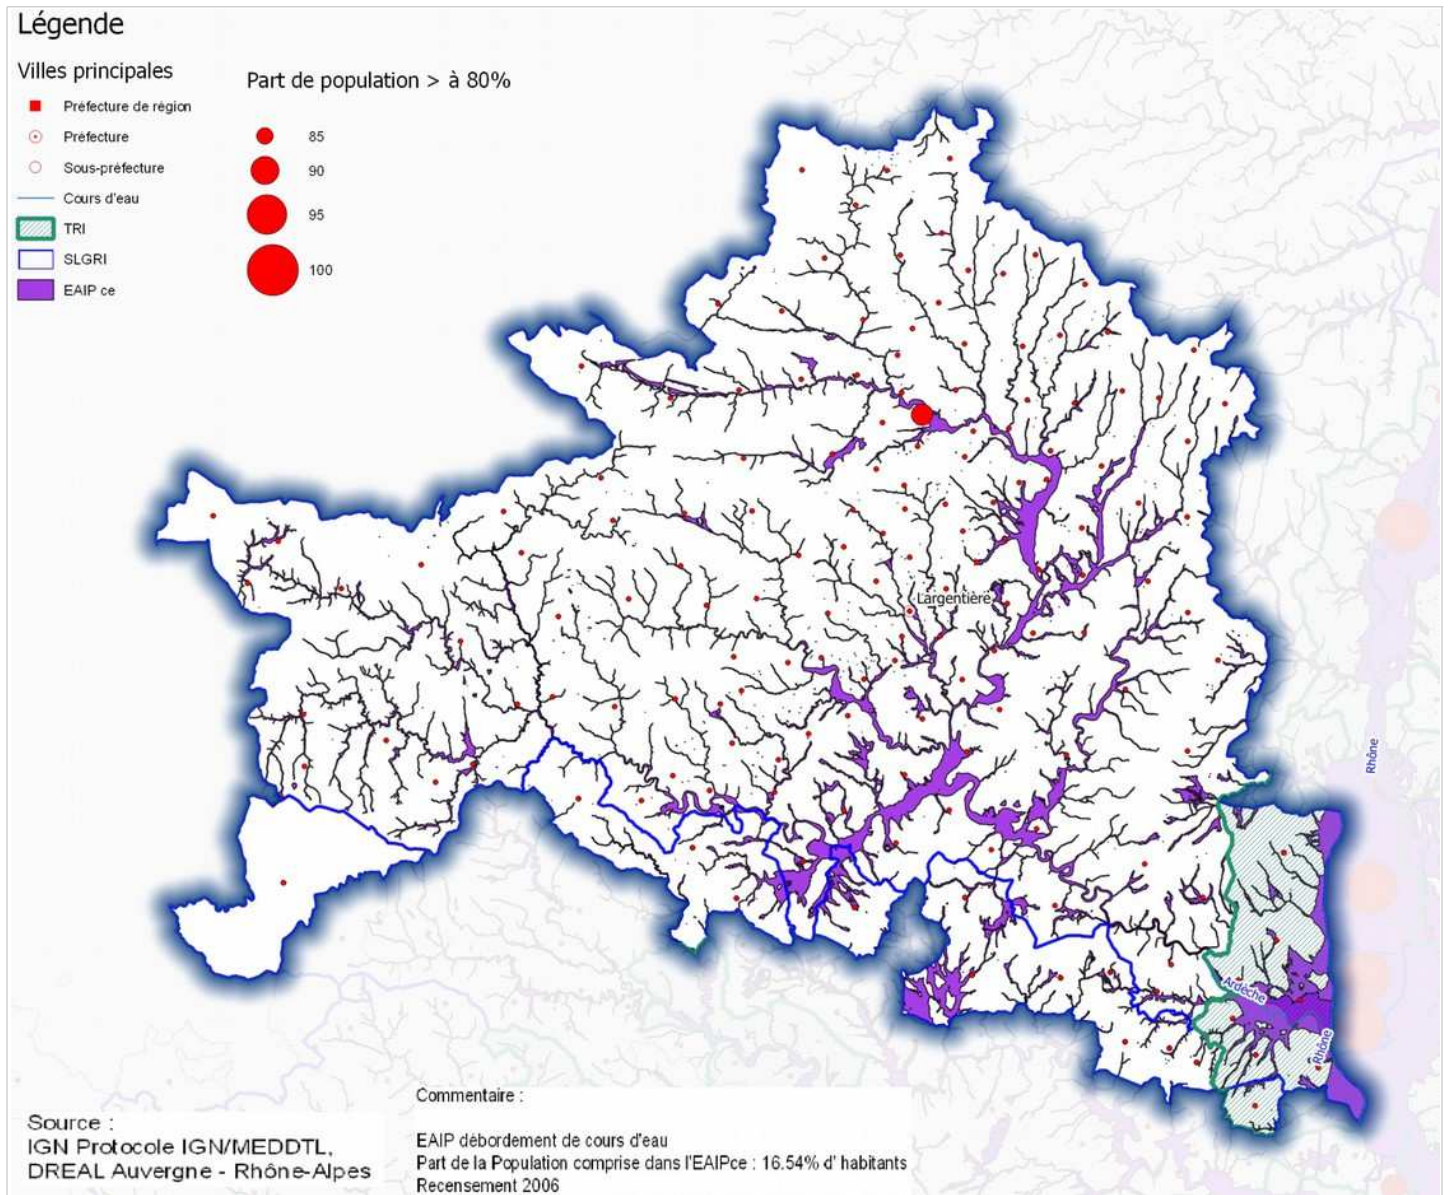 Légende
Villes principales
Préfecture de région
Préfecture
Sous-préfecture
Cours d'eau
TRI
SLGRI
EAIP ce
Part de population > à 80%
85
90
95
100
Largentière
Rhône
Ardèche
Rhône
Source :
IGN Protocole IGN/MEDDTL,
DREAL Auvergne - Rhône-Alpes
Commentaire :
EAIP débordement de cours d'eau
Part de la Population comprise dans l'EAIPce : 16.54% d' habitants
Recensement 2006